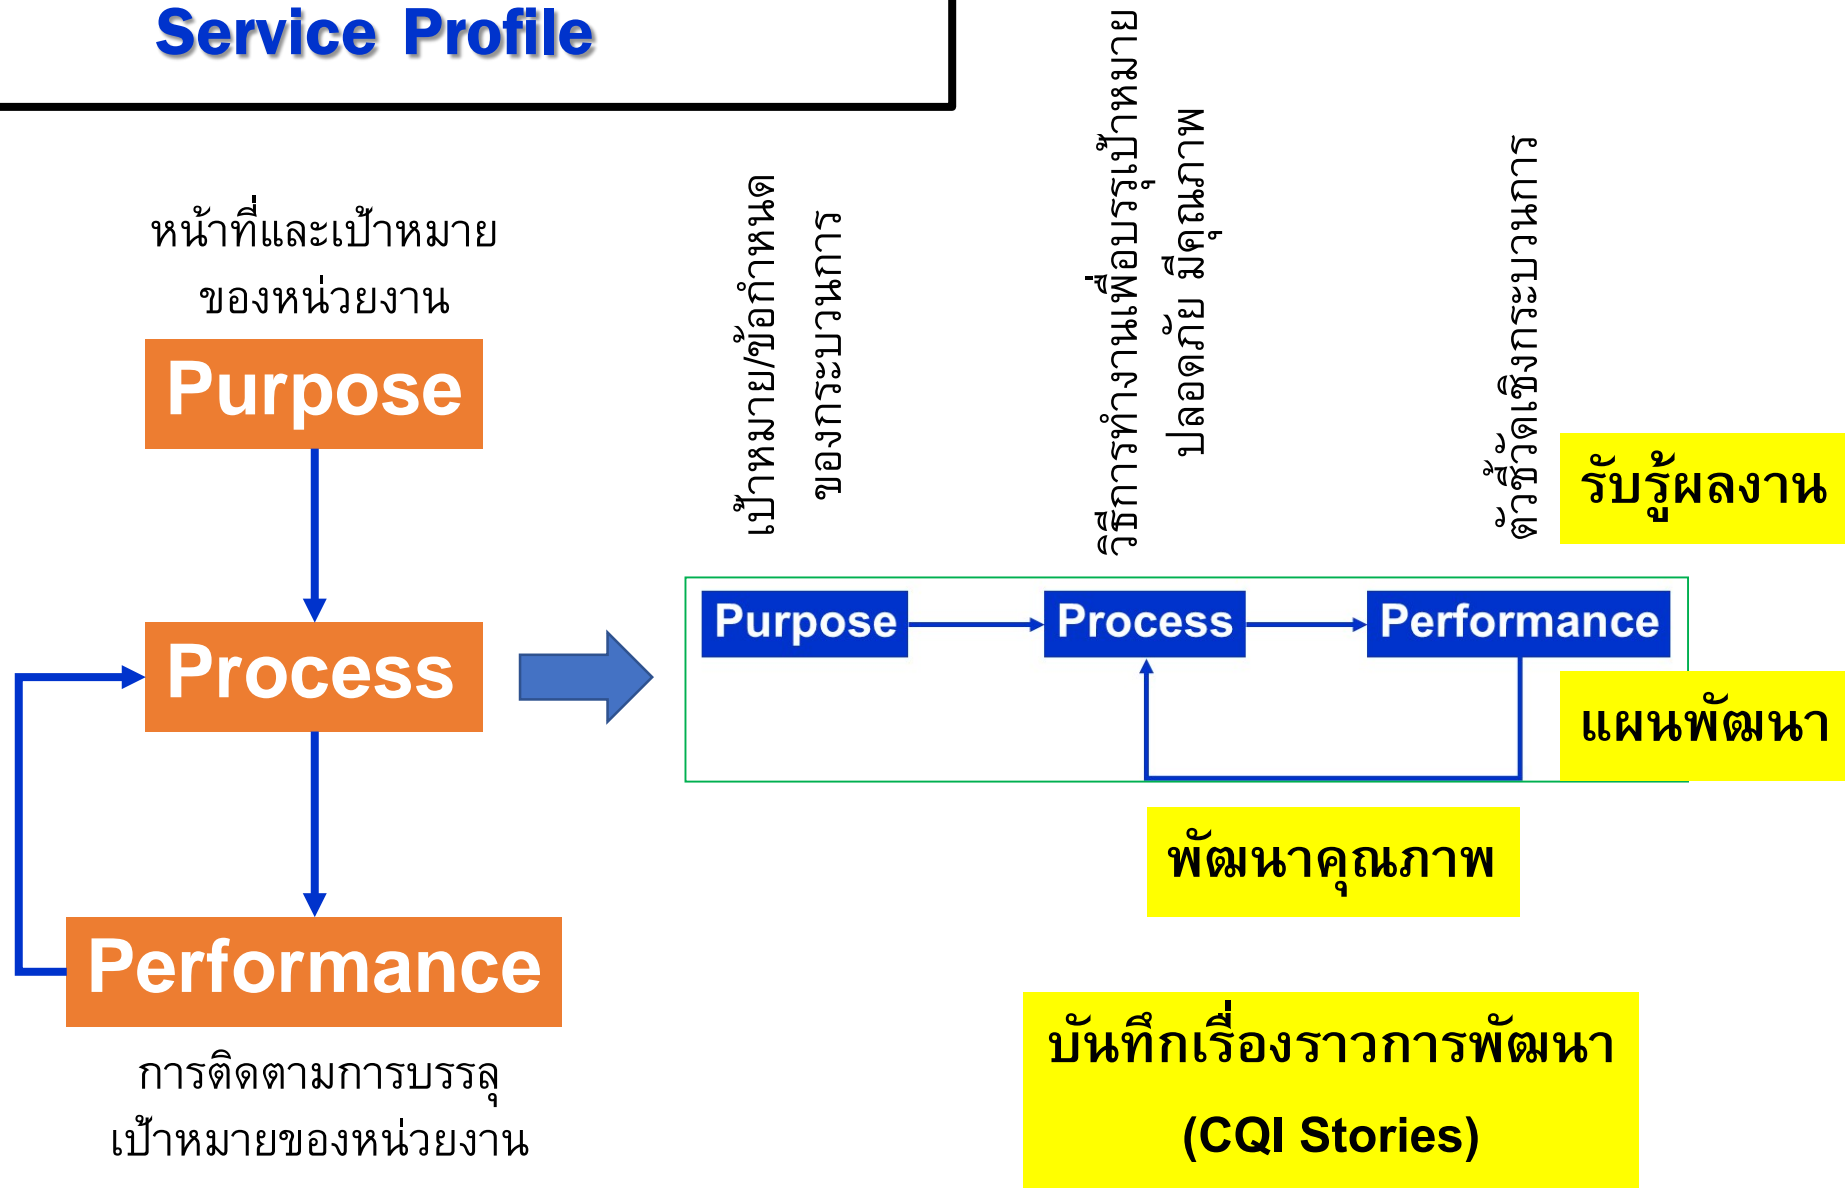 Service Profile
หน้าที่และเป้าหมาย
ของหน่วยงาน
Purpose
Process
Performance
การติดตามการบรรลุ
เป้าหมายของหน่วยงาน
เป้าหมาย/ข้อกำหนด
ของกระบวนการ
วิธีการทำงานเพื่อบรรุเป้าหมาย
ปลอดภัย มีคุณภาพ
ตัวชี้วัดเชิงกระบวนการ
รับรู้ผลงาน
Purpose
Process
Performance
แผนพัฒนา
พัฒนาคุณภาพ
บันทึกเรื่องราวการพัฒนา
(CQI Stories)